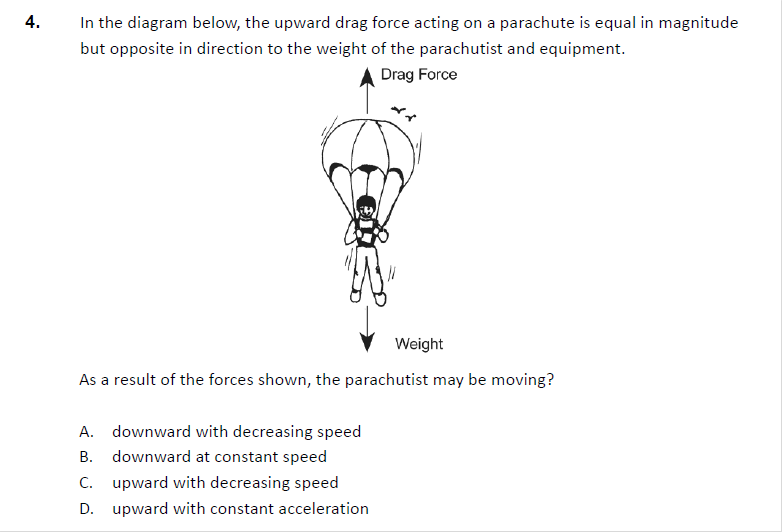 4. In the diagram below, the upward drag force acting on a parachute is equal in magnitude
but opposite in direction to the weight of the parachutist and equipment.
Drag Force
Weight
As a result of the forces shown, the parachutist may be moving?
A. downward with decreasing speed
B. downward at constant speed
C. upward with decreasing speed
D. upward with constant acceleration